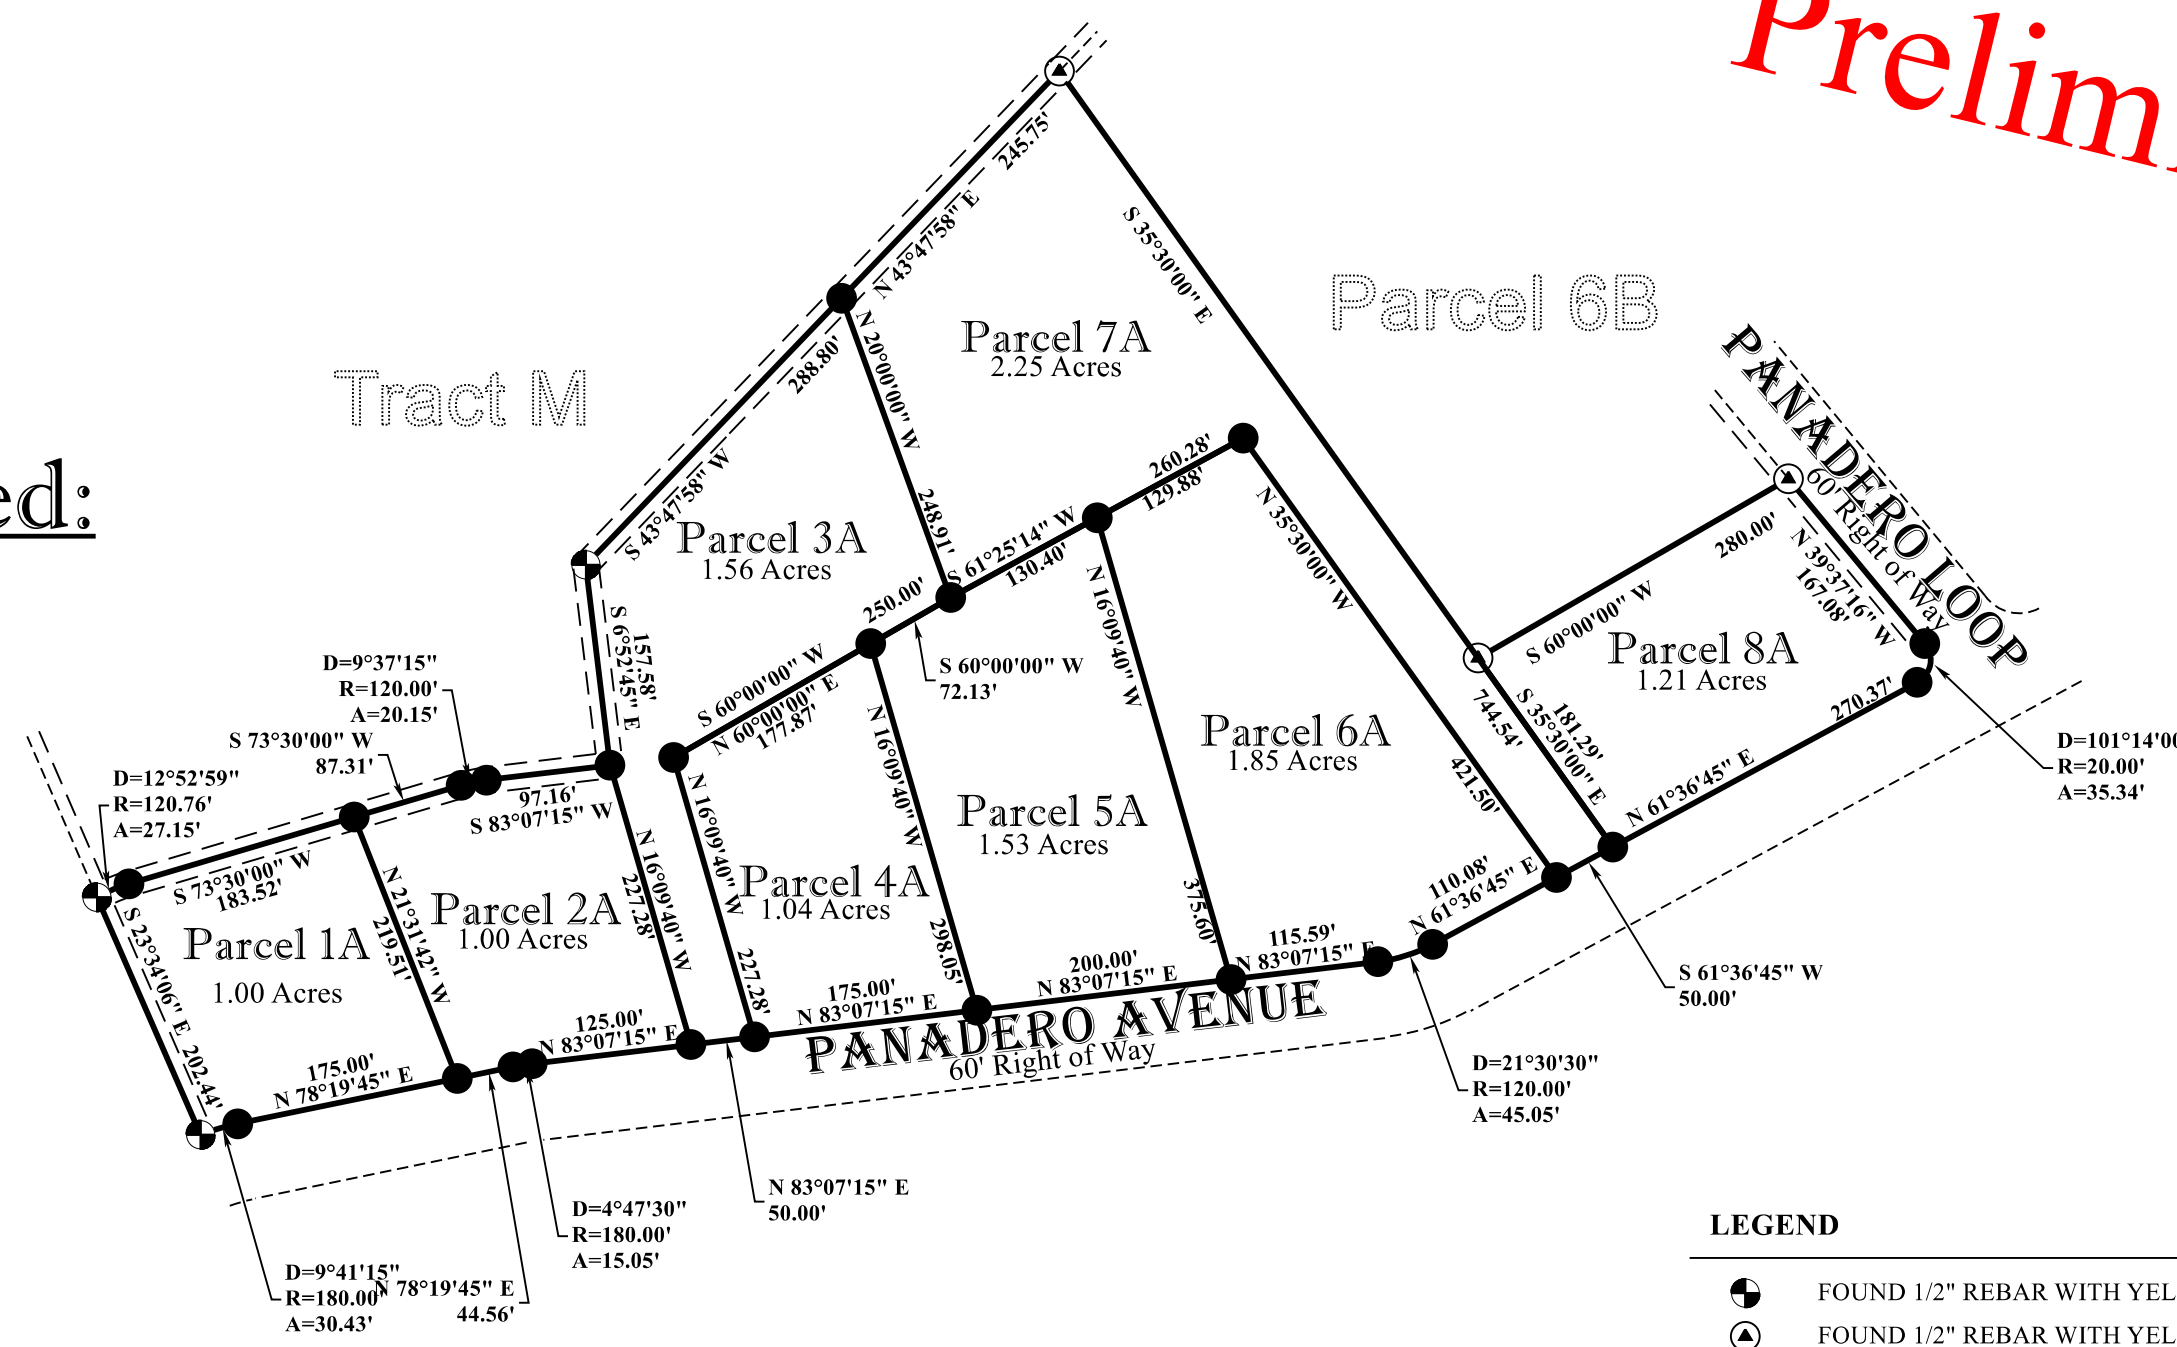 Prelim
245.75'
N 43°47'58" E
S 35°30'00" E
Parcel 6B
Parcel 7A
2.25 Acres
N 20°00'00" W
248.91'
288.80'
S 43°47'58" W
Tract M
PANADERO LOOP
60' Right of Way
ed:
Parcel 3A
1.56 Acres
260.28'
129.88'
S 61°25'14" W
130.40'
250.00'
S 60°00'00" W
72.13'
N 35°30'00" W
421.50'
280.00'
S 60°00'00" W
N 39°37'16" W
167.08'
Parcel 8A
1.21 Acres
S 6°52'45" E
157.58'
D=9°37'15"
R=120.00'
A=20.15'
S 60°00'00" W
N 60°00'00" E
177.87'
N 16°09'40" W
N 16°09'40" W
N 16°09'40" W
744.54'
181.29'
S 35°30'00" E
270.37'
N 61°36'45" E
Parcel 6A
1.85 Acres
S 73°30'00" W
87.31'
D=12°52'59"
R=120.76'
A=27.15'
97.16'
S 83°07'15" W
D=101°14'00
R=20.00'
A=35.34'
Parcel 5A
1.53 Acres
S 73°30'00" W
183.52'
N 21°31'42" W
219.51'
N 16°09'40" W
227.28'
Parcel 4A
1.04 Acres
Parcel 2A
1.00 Acres
Parcel 1A
1.00 Acres
S 23°34'06" E
202.44'
227.28'
298.05'
375.60'
110.08'
N 61°36'45" E
115.59'
N 83°07'15" E
200.00'
N 83°07'15" E
175.00'
N 83°07'15" E
125.00'
N 83°07'15" E
175.00'
N 78°19'45" E
PANADERO AVENUE
60' Right of Way
S 61°36'45" W
50.00'
D=21°30'30"
R=120.00'
A=45.05'
N 83°07'15" E
50.00'
D=4°47'30"
R=180.00'
A=15.05'
D=9°41'15"
R=180.00'
A=30.43'
N 78°19'45" E
44.56'
LEGEND
FOUND 1/2" REBAR WITH YEL
FOUND 1/2" REBAR WITH YEL